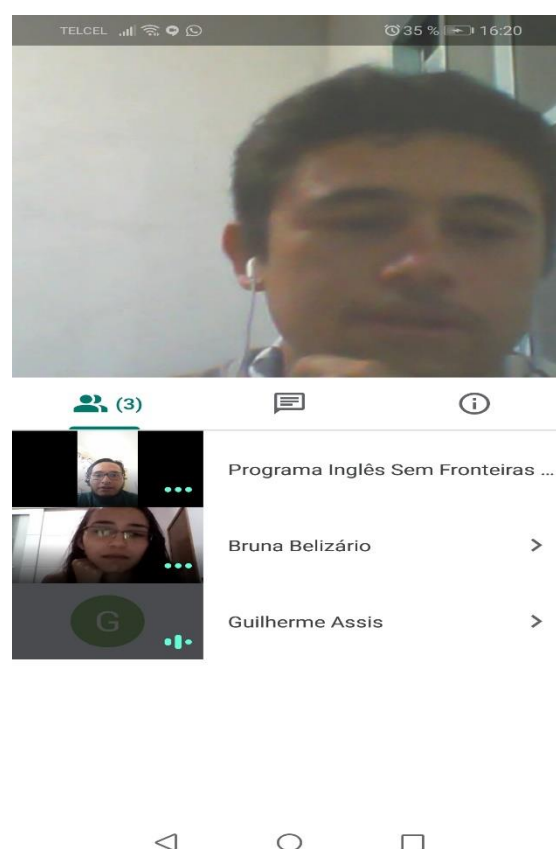 TELCEL 35 % 16:20
(3)
Programa Inglês Sem Fronteiras ...
Bruna Belizário
G
Guilherme Assis